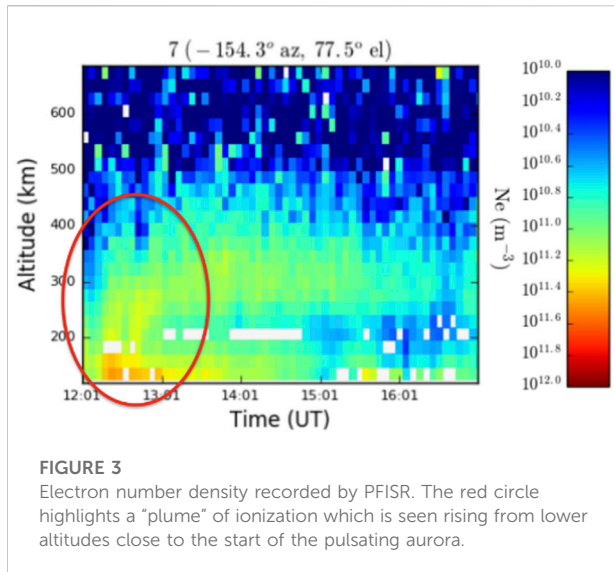 7 (−154.3° az, 77.5° el)
600
500
400
300
200
Altitude (km)
12:01 13:01 14:01 15:01 16:01
Time (UT)
10^10.0
10^10.2
10^10.4
10^10.6
10^10.8
10^11.0
10^11.2
10^11.4
10^11.6
10^11.8
10^12.0
Ne (m^−3)
FIGURE 3
Electron number density recorded by PFISR. The red circle
highlights a "plume" of ionization which is seen rising from lower
altitudes close to the start of the pulsating aurora.